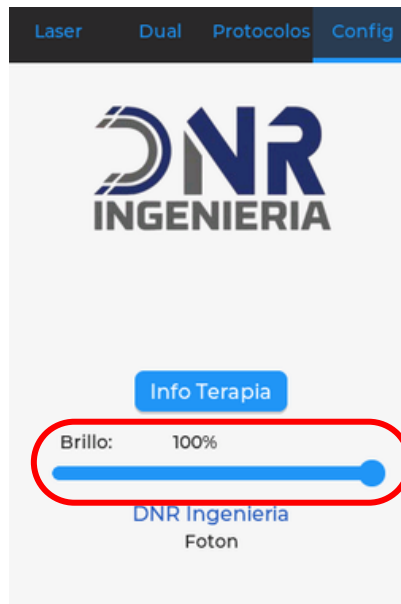 Laser Dual Protocolos Config
DNR
INGENIERIA
Info Terapia
Brillo: 100%
DNR Ingenieria
Foton